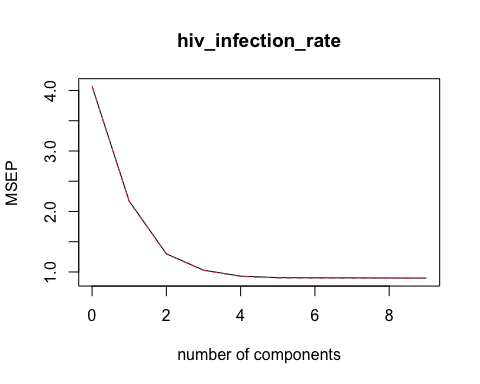 hiv_infection_rate
MSEP
4.0
3.0
2.0
1.0
0 2 4 6 8
number of components